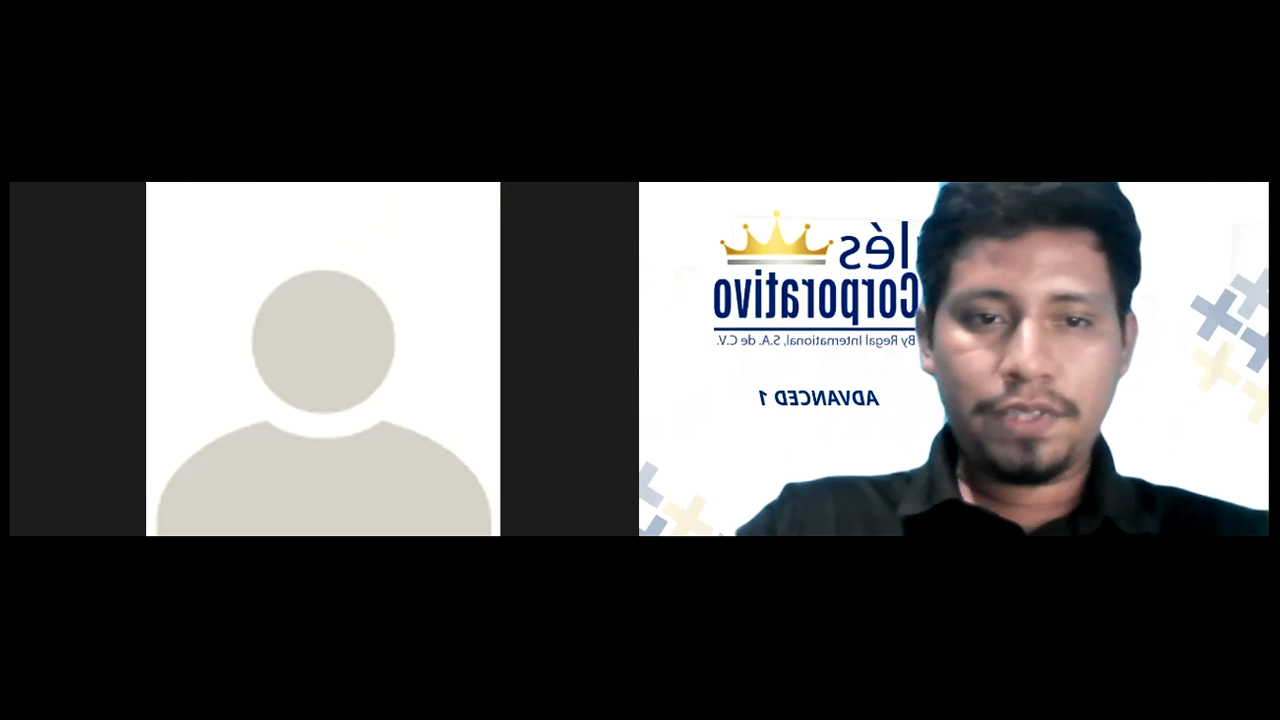 lés
Corporativo
By Regal International, S.A. de C.V.
ADVANCED 1